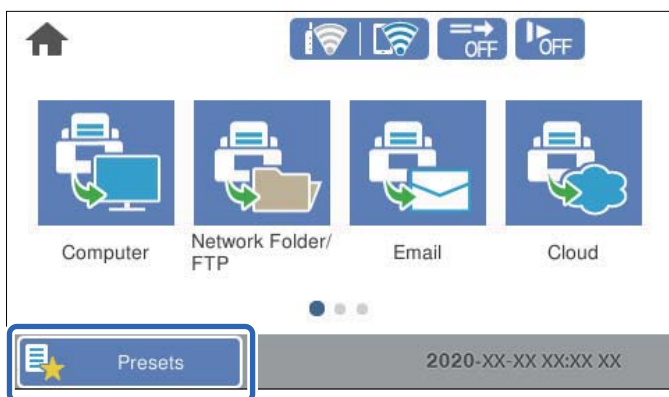 OFF
OFF
Computer
Network Folder/
FTP
Email
Cloud
Presets
2020-XX-XX XX:XX XX